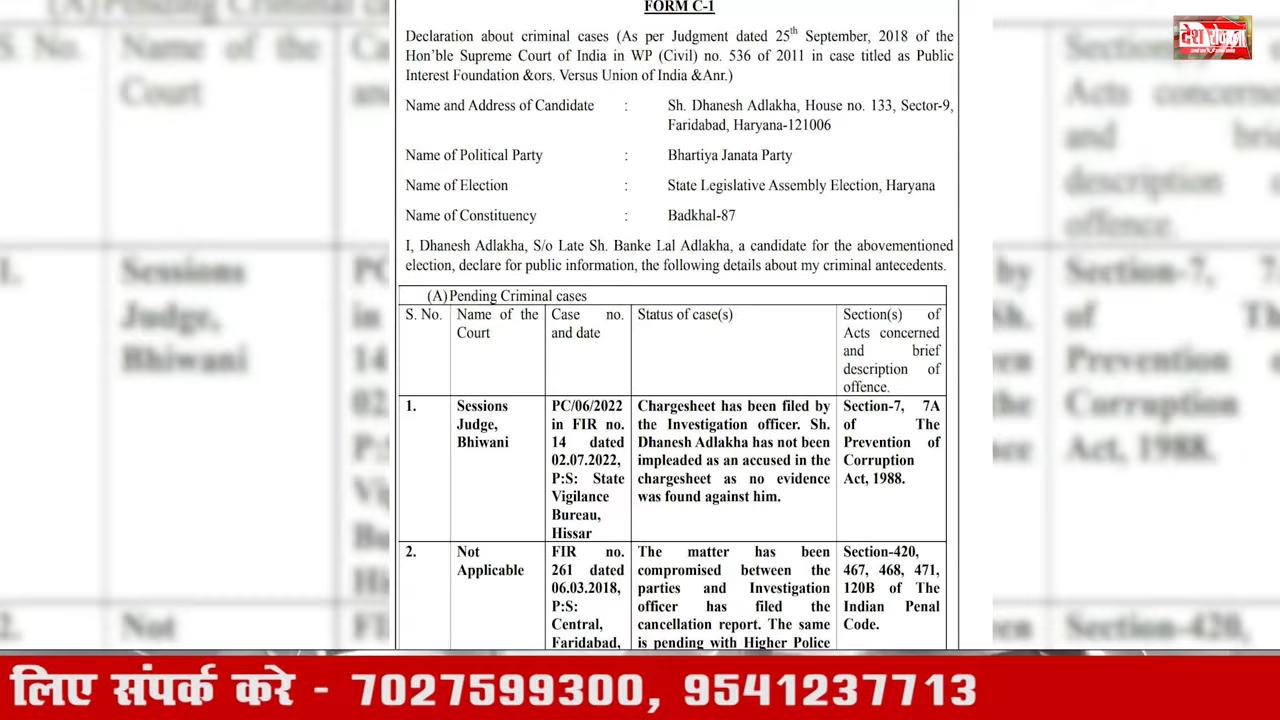 FORM C-1
देश रोजाना
Declaration about criminal cases (As per Judgment dated 25th September, 2018 of the
Hon'ble Supreme Court of India in WP (Civil) no. 536 of 2011 in case titled as Public
Interest Foundation &ors. Versus Union of India &Anr.)
Name and Address of Candidate : Sh. Dhanesh Adlakha, House no. 133, Sector-9,
Faridabad, Haryana-121006
Name of Political Party : Bhartiya Janata Party
Name of Election : State Legislative Assembly Election, Haryana
Name of Constituency : Badkhal-87
I, Dhanesh Adlakha, S/o Late Sh. Banke Lal Adlakha, a candidate for the abovementioned
election, declare for public information, the following details about my criminal antecedents.
(A)Pending Criminal cases
S. No. Name of the Case no. Status of case(s) Section(s) of
Court and date Acts concerned
and brief
description of
offence.
1. Sessions PC/06/2022 Chargesheet has been filed by Section-7, 7A
Judge, in FIR no. the Investigation officer. Sh. of The
Bhiwani 14 dated Dhanesh Adlakha has not been Prevention of
02.07.2022, impleaded as an accused in the Corruption
P:S: State chargesheet as no evidence Act, 1988.
Vigilance was found against him.
Bureau,
Hissar
2. Not FIR no. The matter has been Section-420,
Applicable 261 dated compromised between the 467, 468, 471,
06.03.2018, parties and Investigation 120B of The
P:S: officer has filed the Indian Penal
Central, cancellation report. The same Code.
Faridabad, is pending with Higher Police
लिए संपर्क करे - 7027599300, 9541237713